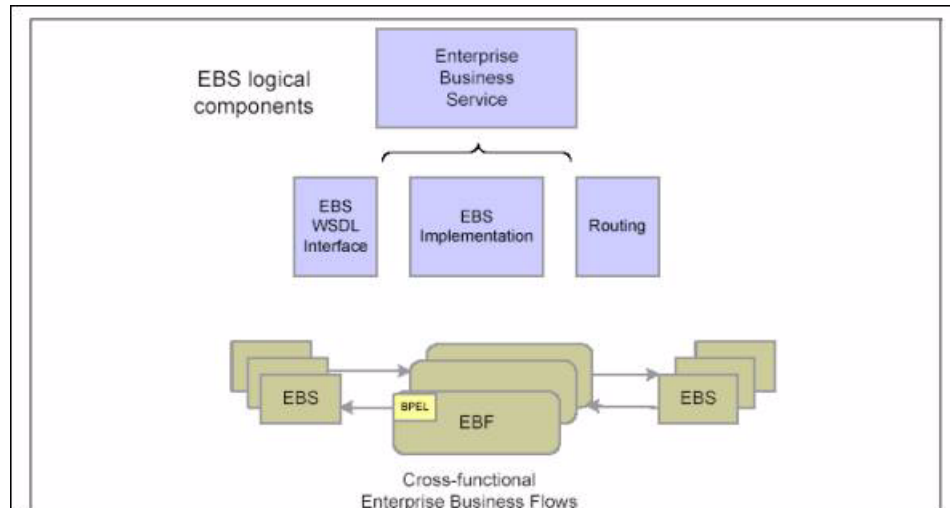 EBS logical
components
Enterprise
Business
Service
EBS
WSDL
Interface
EBS
Implementation
Routing
EBS
BPEL
EBF
EBS
Cross-functional
Enterprise Business Flows